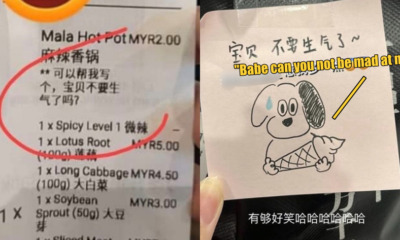 Mala Hot Pot MYR2.00
麻辣香锅
** 可以帮我写
个，宝贝不要生
气了吗？
1 x Spicy Level 1 微辣
1 x Lotus Root MYR5.00
(100g) 莲藕
1 x Long Cabbage MYR4.50
(100g) 大白菜
1 x Soybean MYR3.00
1 X
Sprout (50g) 大豆
芽
宝贝 不要生气了~
"Babe can you not be mad at m
有够好笑哈哈哈哈哈哈